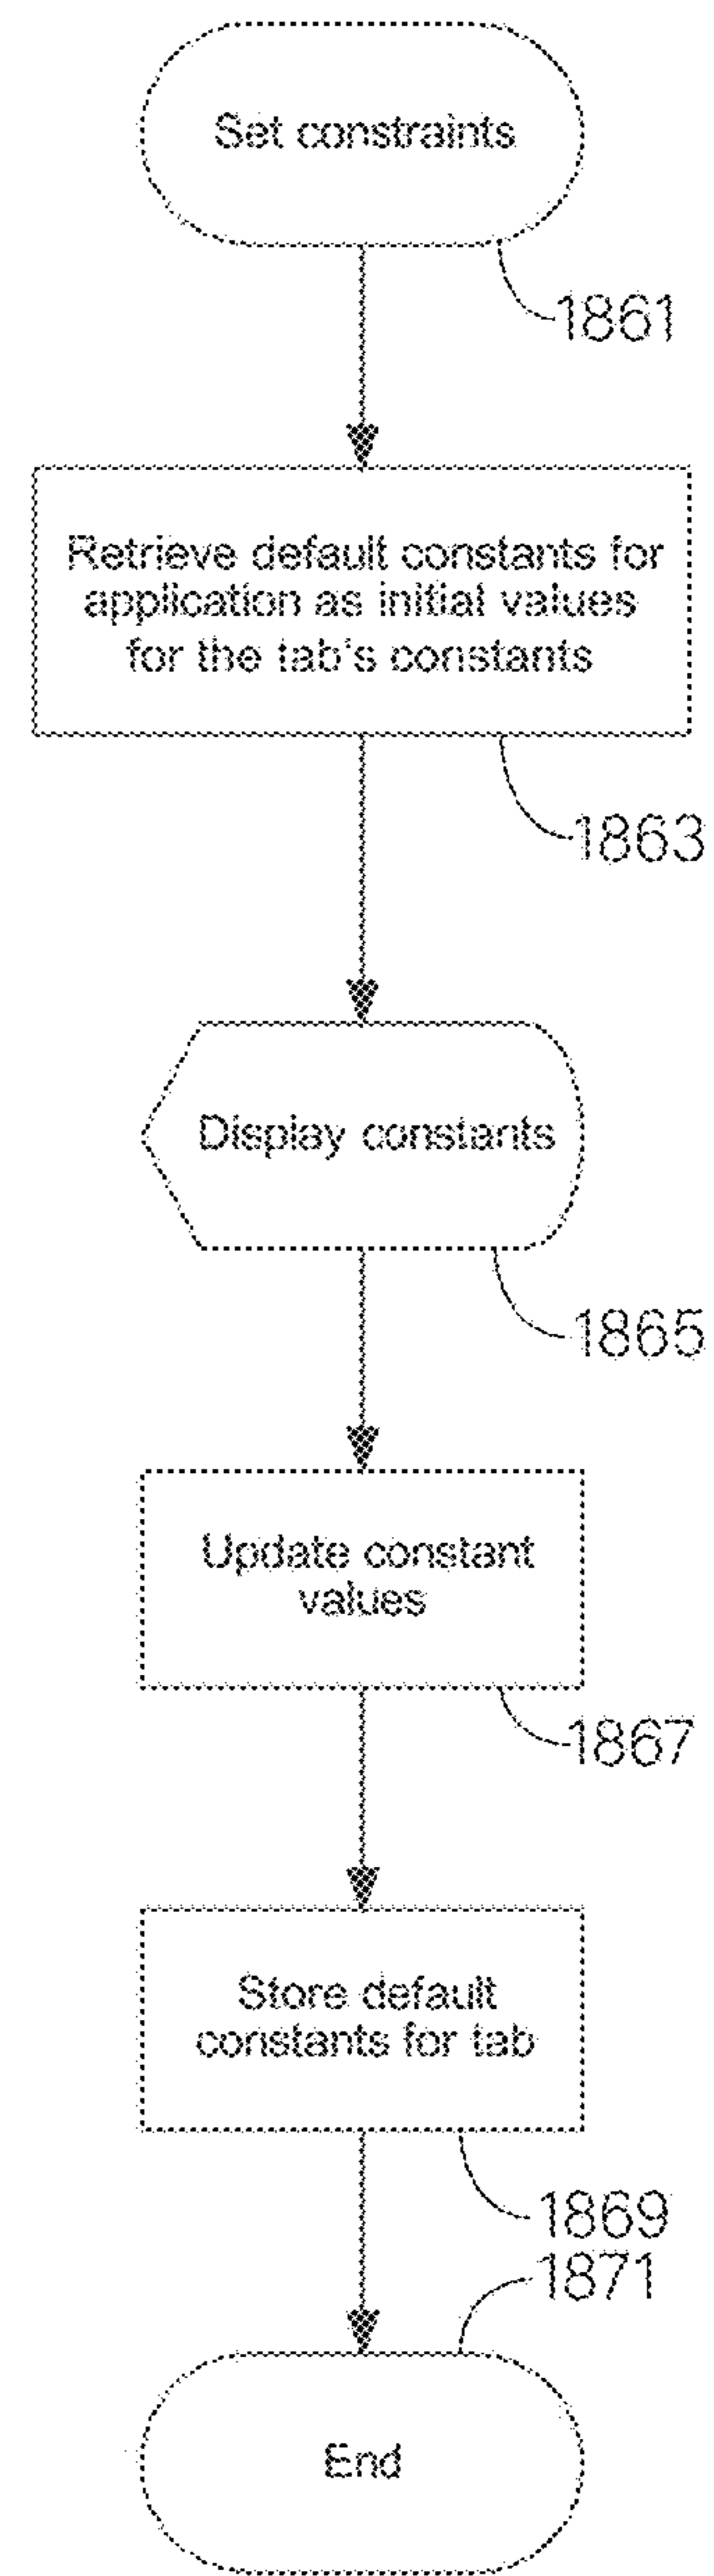 Set constraints
1861
Retrieve default constants for
application as initial values
for the tab's constants
1863
Display constants
1865
Update constant
values
1867
Store default
constants for tab
1869
1871
End